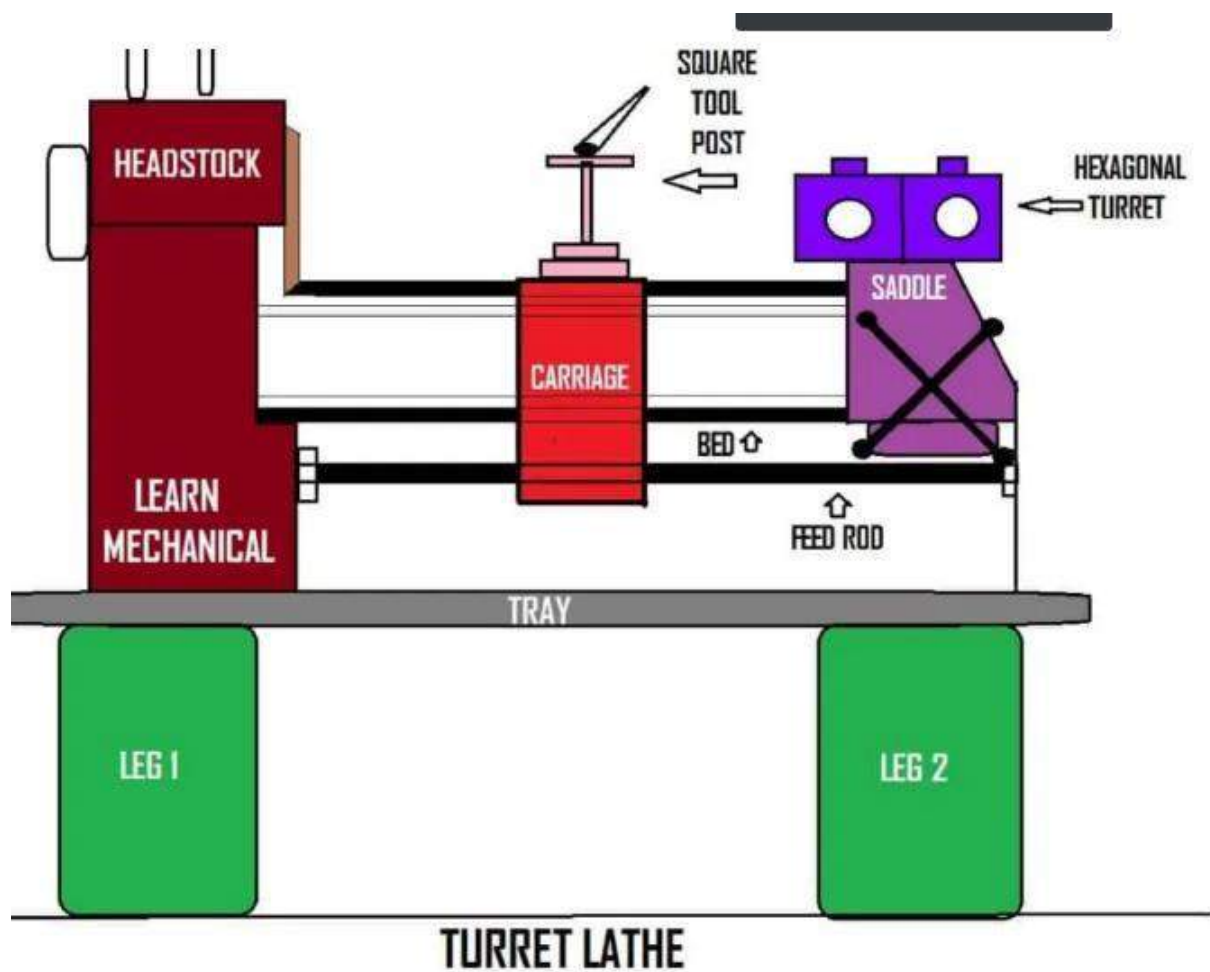 SQUARE
TOOL
POST
HEADSTOCK
HEXAGONAL
TURRET
SADDLE
CARRIAGE
BED
LEARN
MECHANICAL
FEED ROD
TRAY
LEG 1
LEG 2
TURRET LATHE